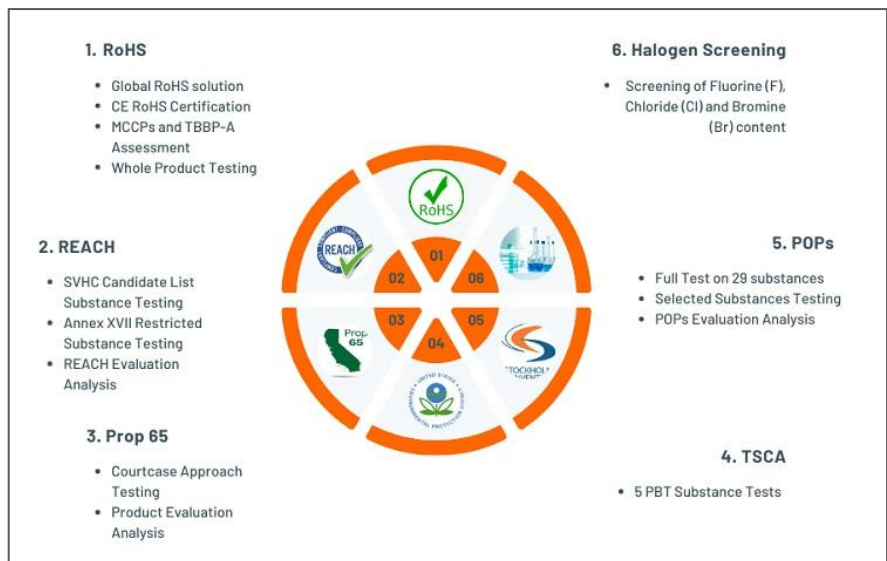 1. RoHS
• Global RoHS solution
• CE RoHS Certification
• MCCPs and TBBP-A
Assessment
• Whole Product Testing
2. REACH
• SVHC Candidate List
Substance Testing
• Annex XVII Restricted
Substance Testing
• REACH Evaluation
Analysis
3. Prop 65
• Courtcase Approach
Testing
• Product Evaluation
Analysis
RoHS
REACH
01
02
06
03
05
04
Prop
65
STOCKHOL
VENT
UNITED STATES
6. Halogen Screening
• Screening of Fluorine (F),
Chloride (Cl) and Bromine
(Br) content
5. POPs
• Full Test on 29 substances
• Selected Substances Testing
• POPs Evaluation Analysis
4. TSCA
• 5 PBT Substance Tests